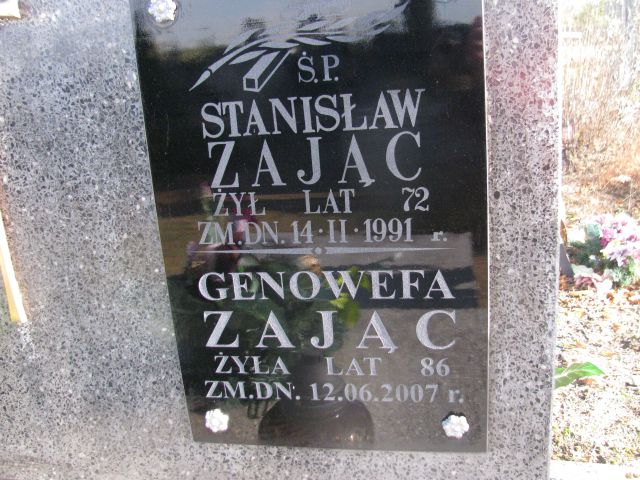 Ś.P.
STANISŁAW
ZAJĄC
ŻYŁ LAT 72
ZM.DN. 14·II·1991 r.
GENOWEFA
ZAJĄC
ŻYŁA LAT 86
ZM.DN. 12.06.2007 r.